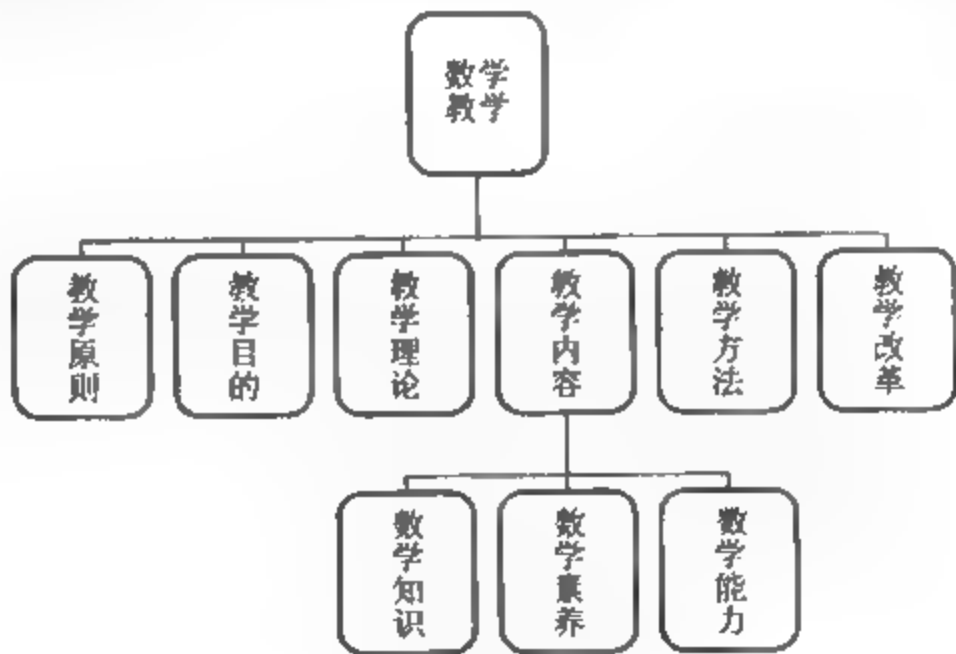 数学
教学
教学原则
教学目的
教学理论
教学内容
教学方法
教学改革
数学知识
数学素养
数学能力